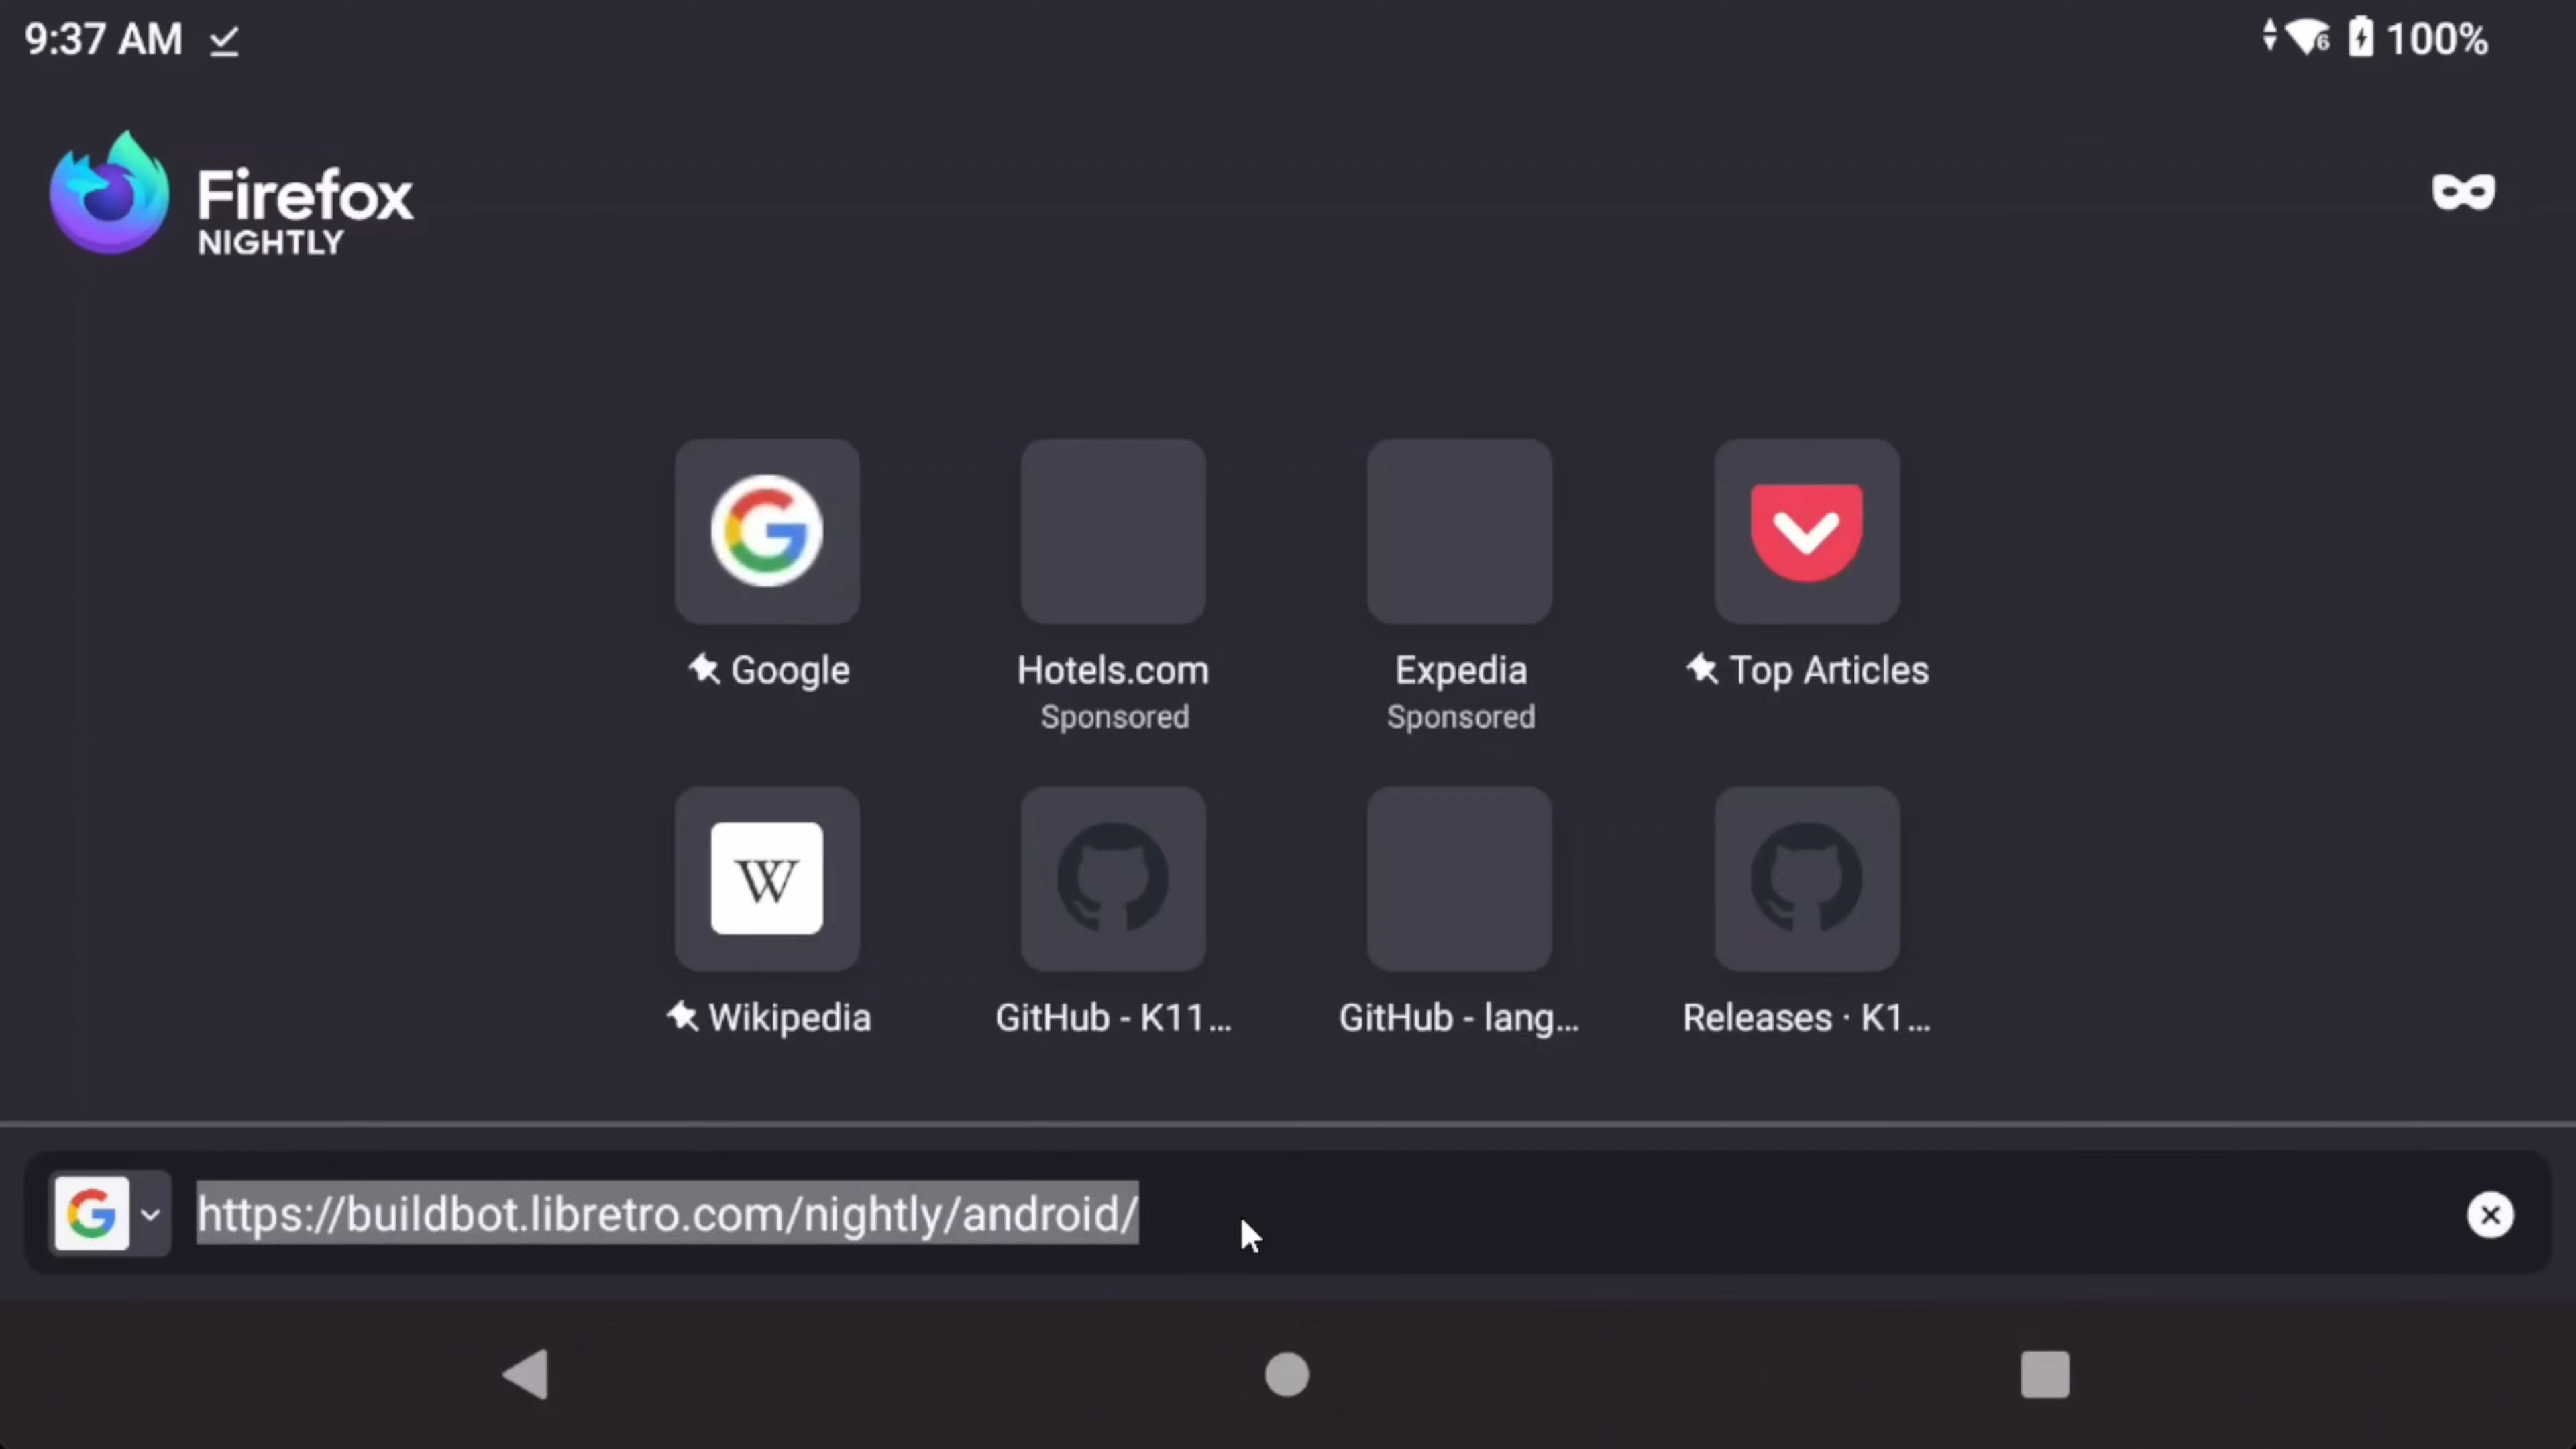 9:37 AM
6 100%
Firefox
NIGHTLY
Google
Hotels.com
Sponsored
Expedia
Sponsored
Top Articles
W
Wikipedia
GitHub - K11...
GitHub - lang...
Releases · K1...
https://buildbot.libretro.com/nightly/android/